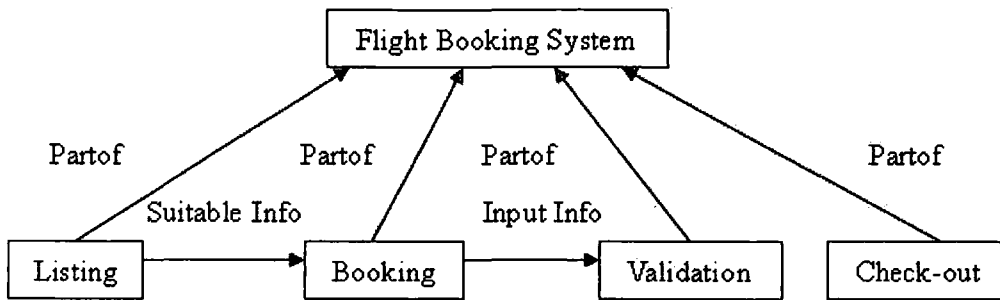 Flight Booking System
Partof Partof Partof Partof
Suitable Info Input Info
Listing Booking Validation Check-out